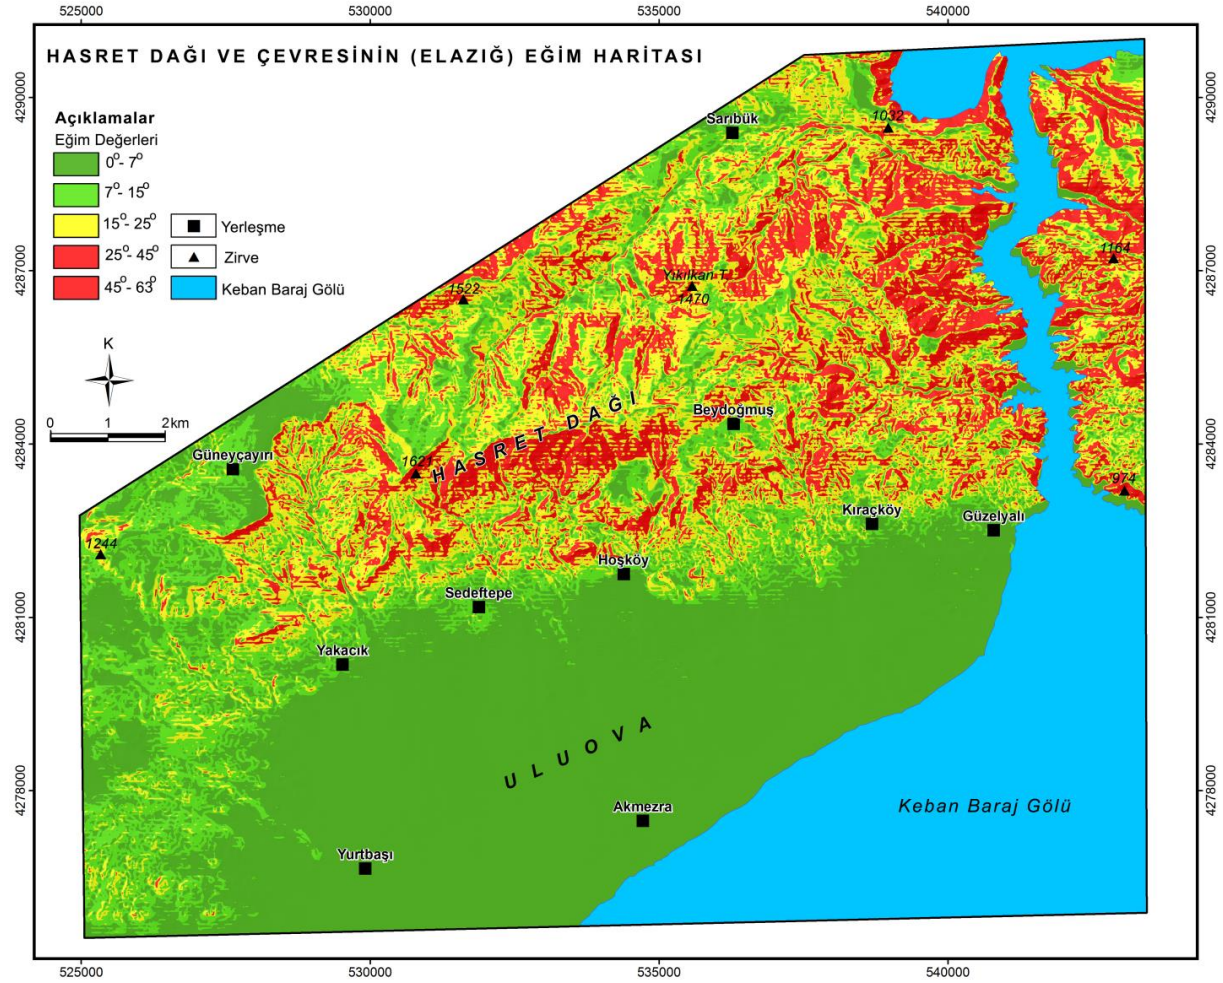 525000 530000 535000 540000
HASRET DAĞI VE ÇEVRESİNİN (ELAZIĞ) EĞİM HARİTASI
4290000 4290000
Açıklamalar
Eğim Değerleri
0°- 7°
7°- 15°
15°- 25°
25°- 45°
45°- 63°
Yerleşme
Zirve
Keban Baraj Gölü
Sarıbük
1032
1164
4287000 4287000
Yıkılkan T.
1470
1522
K
0 1 2 km
HASRET DAĞI
Beydoğmuş
4284000 4284000
Güneyçayırı
1621
974
Kıraçköy
Güzelyalı
1244
Hoşköy
Sedeftepe
4281000 4281000
Yakacık
ULUOVA
4278000 4278000
Akmezra
Keban Baraj Gölü
Yurtbaşı
525000 530000 535000 540000